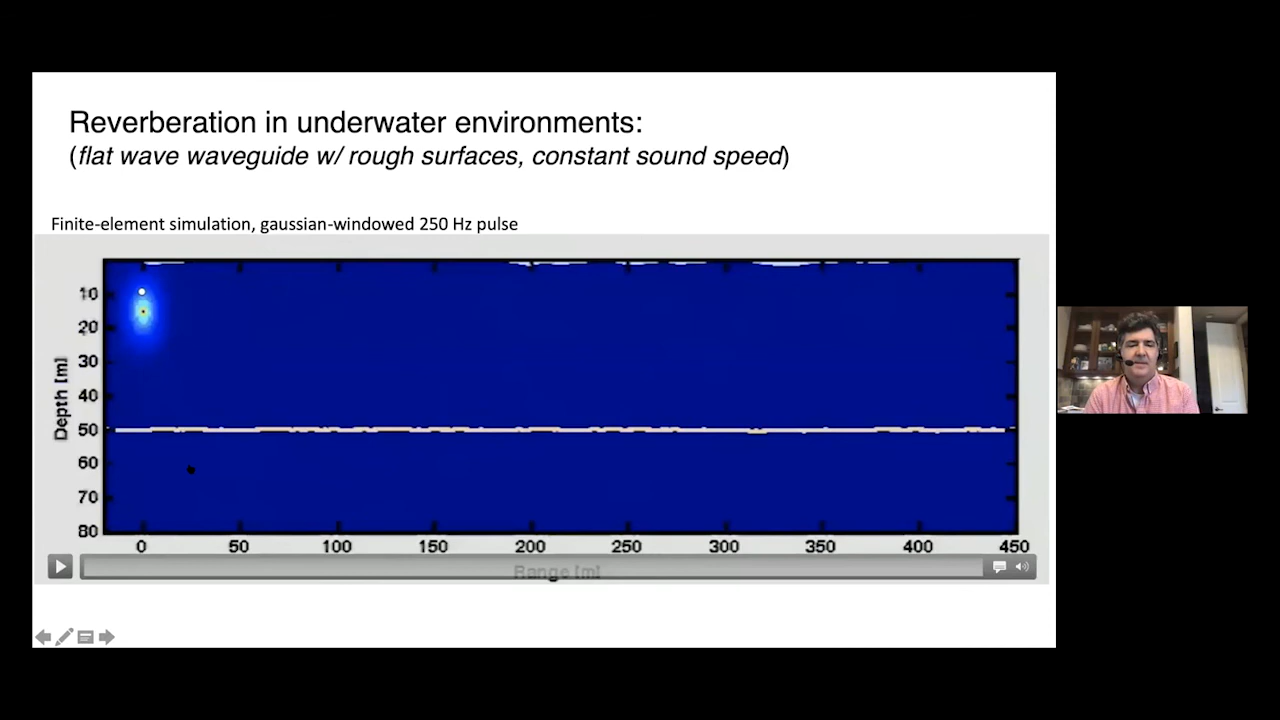 Reverberation in underwater environments:
(flat wave waveguide w/ rough surfaces, constant sound speed)
Finite-element simulation, gaussian-windowed 250 Hz pulse
10
20
30
40
50
60
70
80
Depth [m]
0 50 100 150 200 250 300 350 400 450
Range [m]